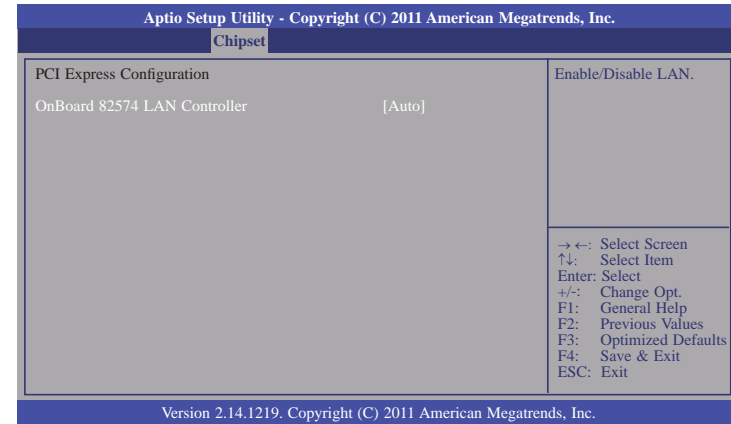 Aptio Setup Utility - Copyright (C) 2011 American Megatrends, Inc.
Chipset
PCI Express Configuration
OnBoard 82574 LAN Controller [Auto]
Enable/Disable LAN.
→ ←: Select Screen
↑↓: Select Item
Enter: Select
+/-: Change Opt.
F1: General Help
F2: Previous Values
F3: Optimized Defaults
F4: Save & Exit
ESC: Exit
Version 2.14.1219. Copyright (C) 2011 American Megatrends, Inc.